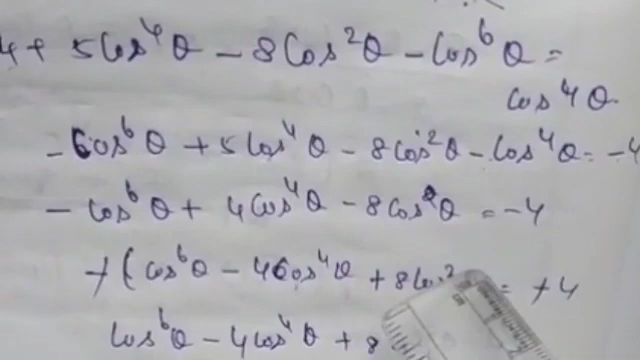 4 + 5Cos⁴θ - 8Cos²θ - Cos⁶θ =
Cos⁴θ
- Cos⁶θ + 5Cos⁴θ - 8Cos²θ - Cos⁴θ = -4
- Cos⁶θ + 4Cos⁴θ - 8Cos²θ = -4
+ (Cos⁶θ - 4Cos⁴θ + 8Cos² = +4
Cos⁶θ - 4Cos⁴θ + 8